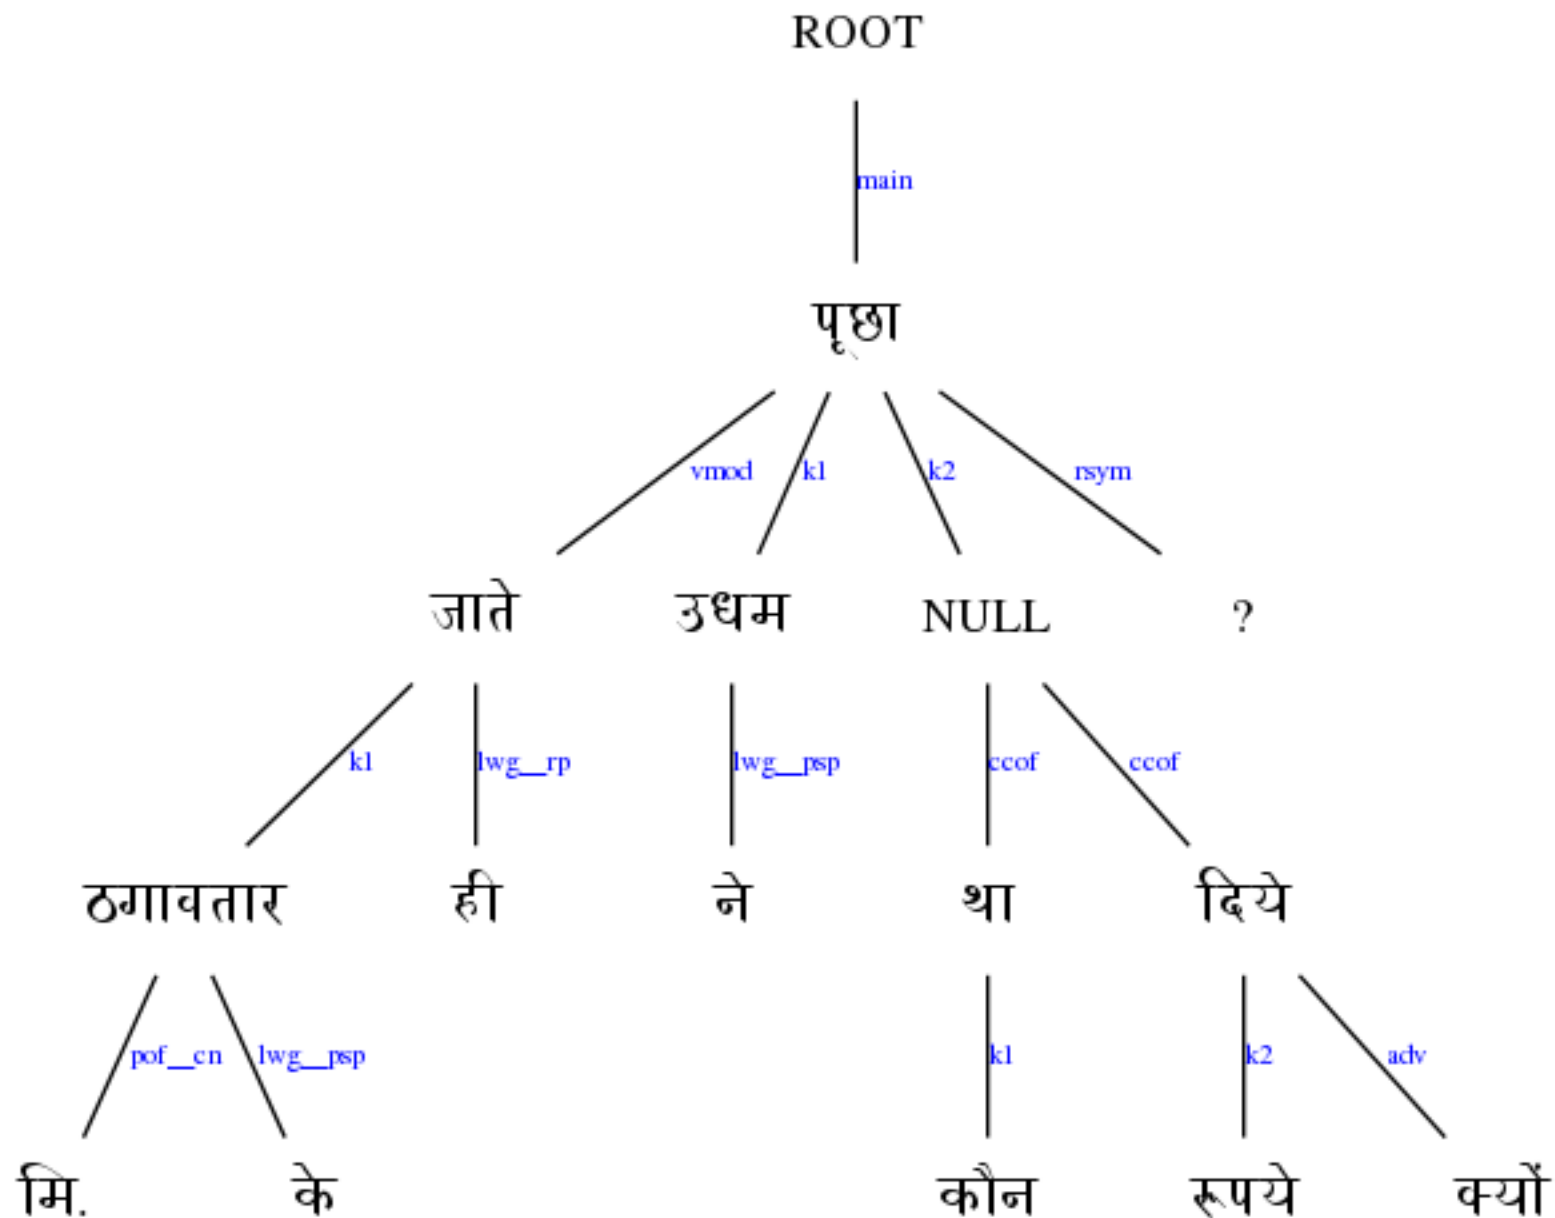 ROOT
main
पूछा
vmod k1 k2 rsym
जाते उधम NULL ?
k1 lwg__rp lwg__psp ccof ccof
ठगावतार ही ने था दिये
pof__cn lwg__psp k1 k2 adv
मि. के कौन रूपये क्यों